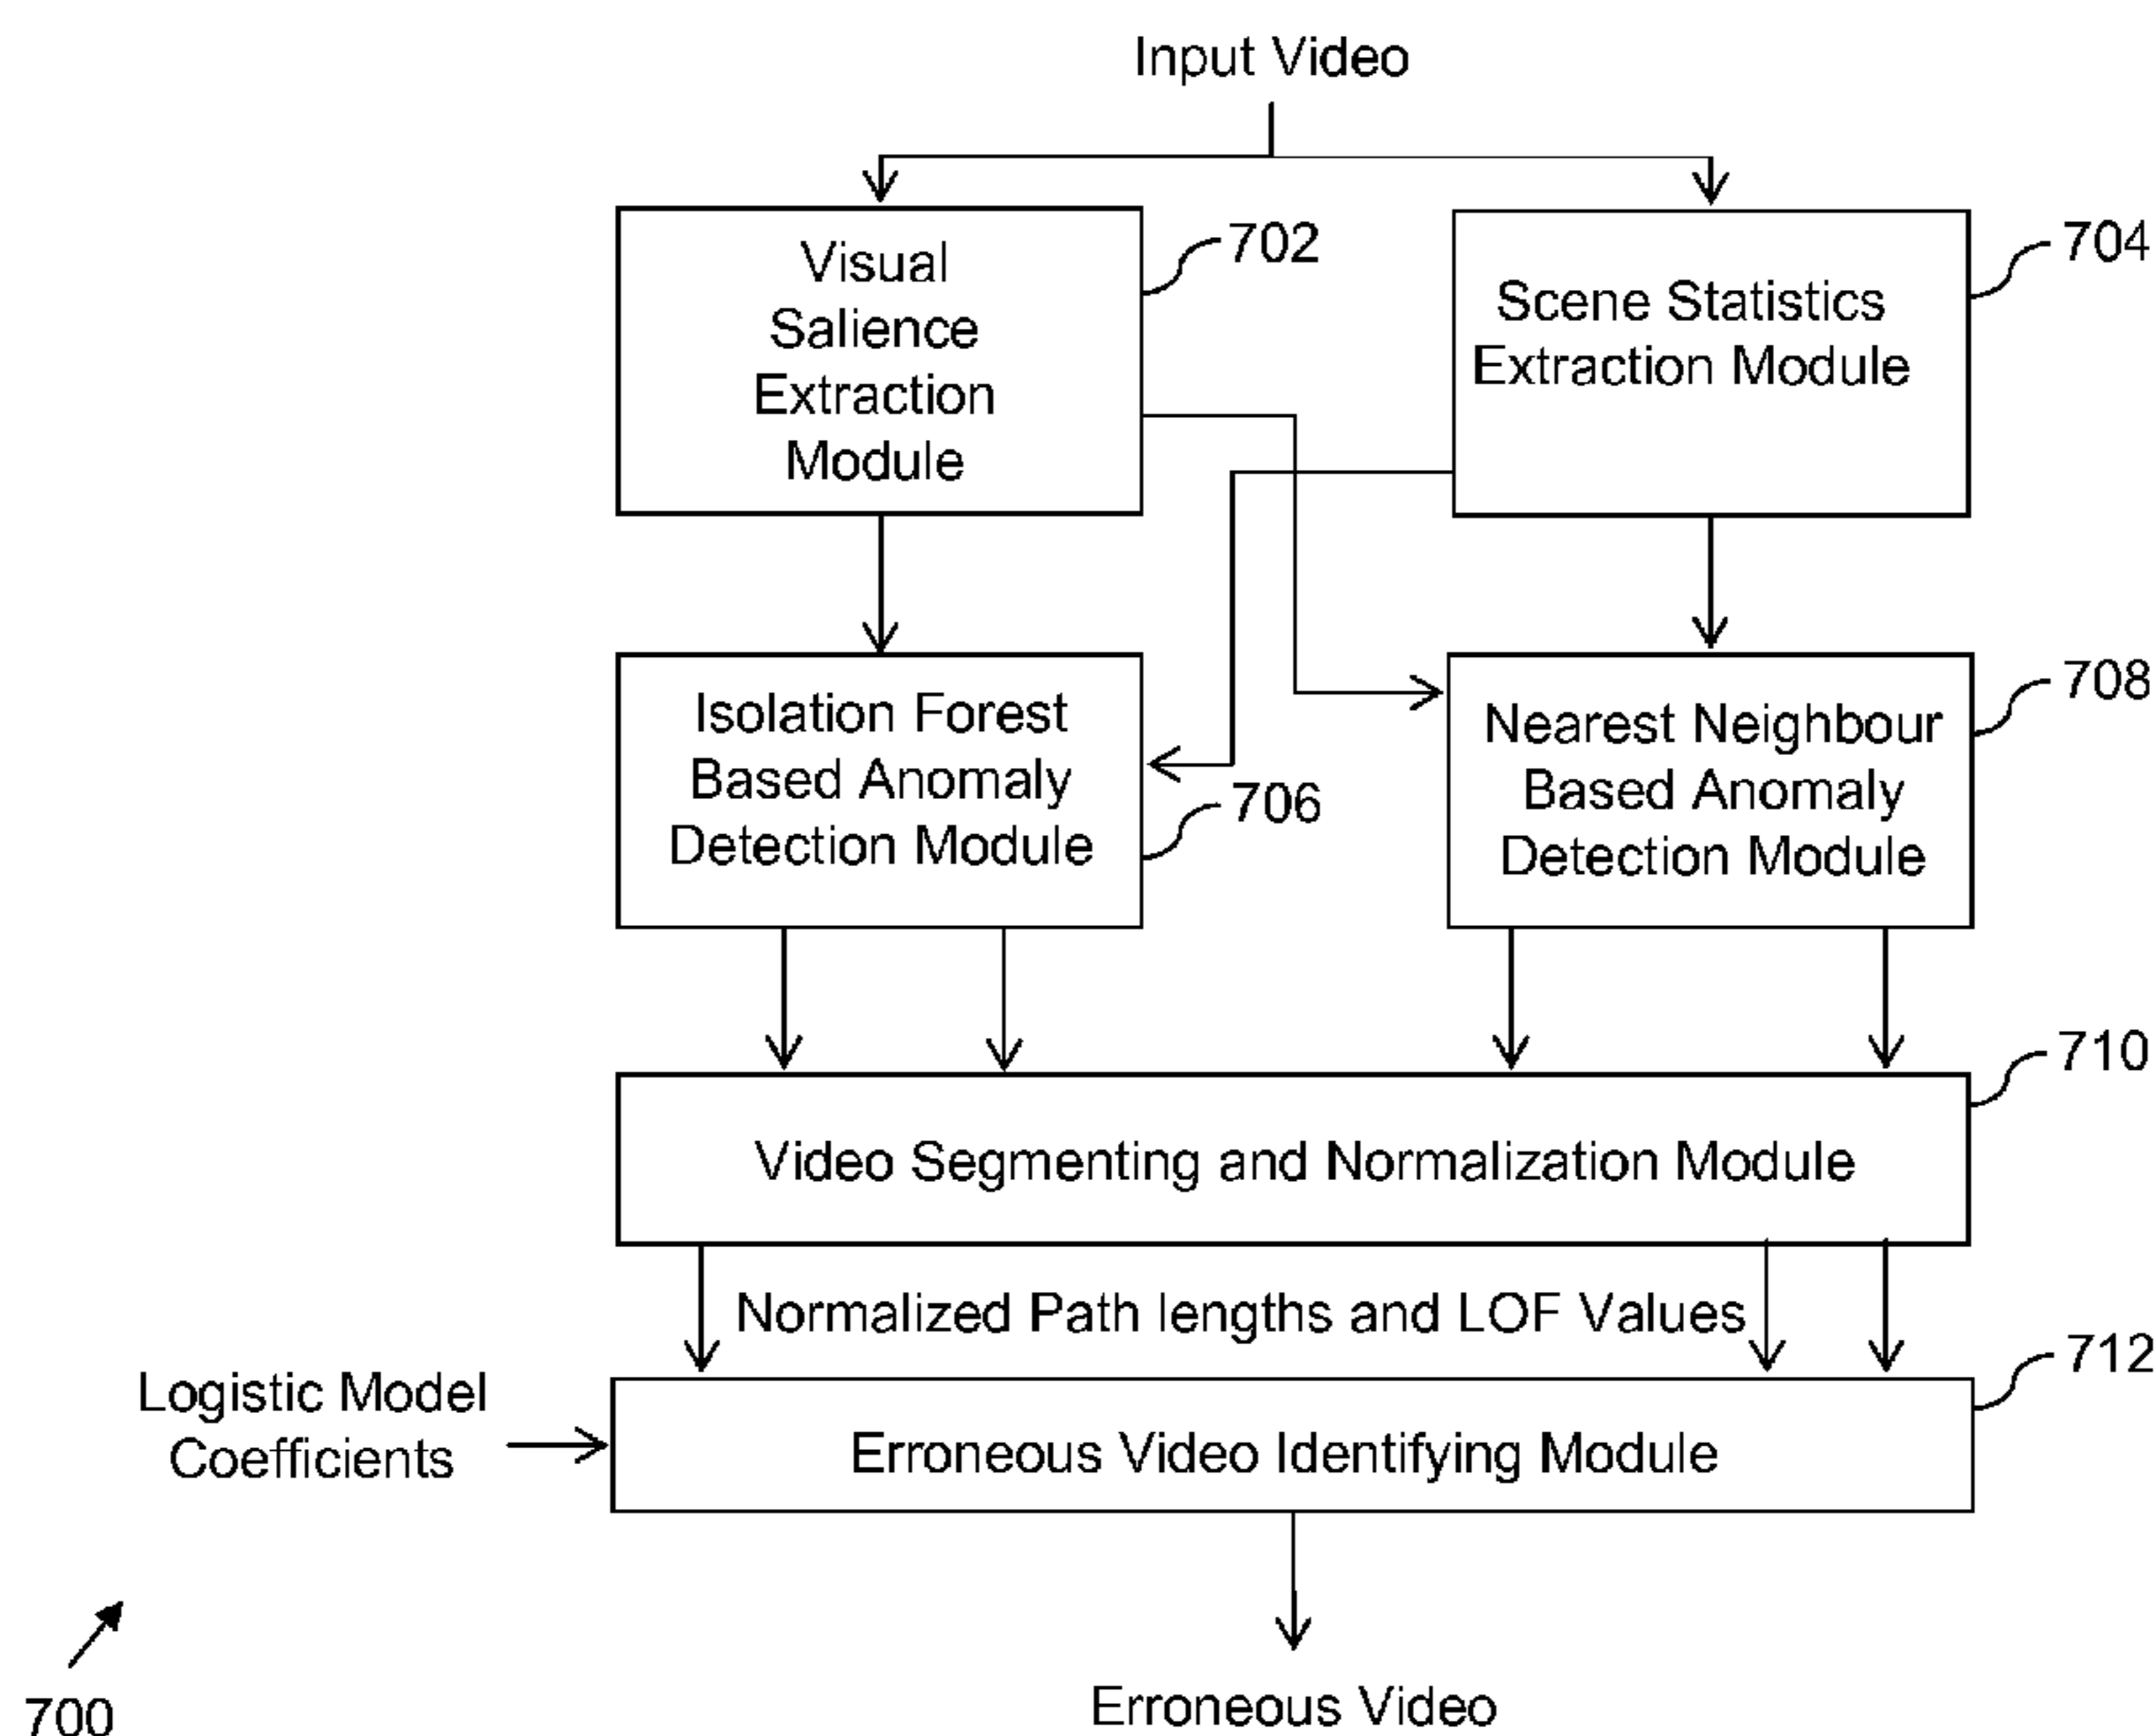 Input Video
Visual
Salience
Extraction
Module
702
Scene Statistics
Extraction Module
704
Isolation Forest
Based Anomaly
Detection Module
706
Nearest Neighbour
Based Anomaly
Detection Module
708
710
Video Segmenting and Normalization Module
Normalized Path lengths and LOF Values
712
Logistic Model
Coefficients
Erroneous Video Identifying Module
700
Erroneous Video